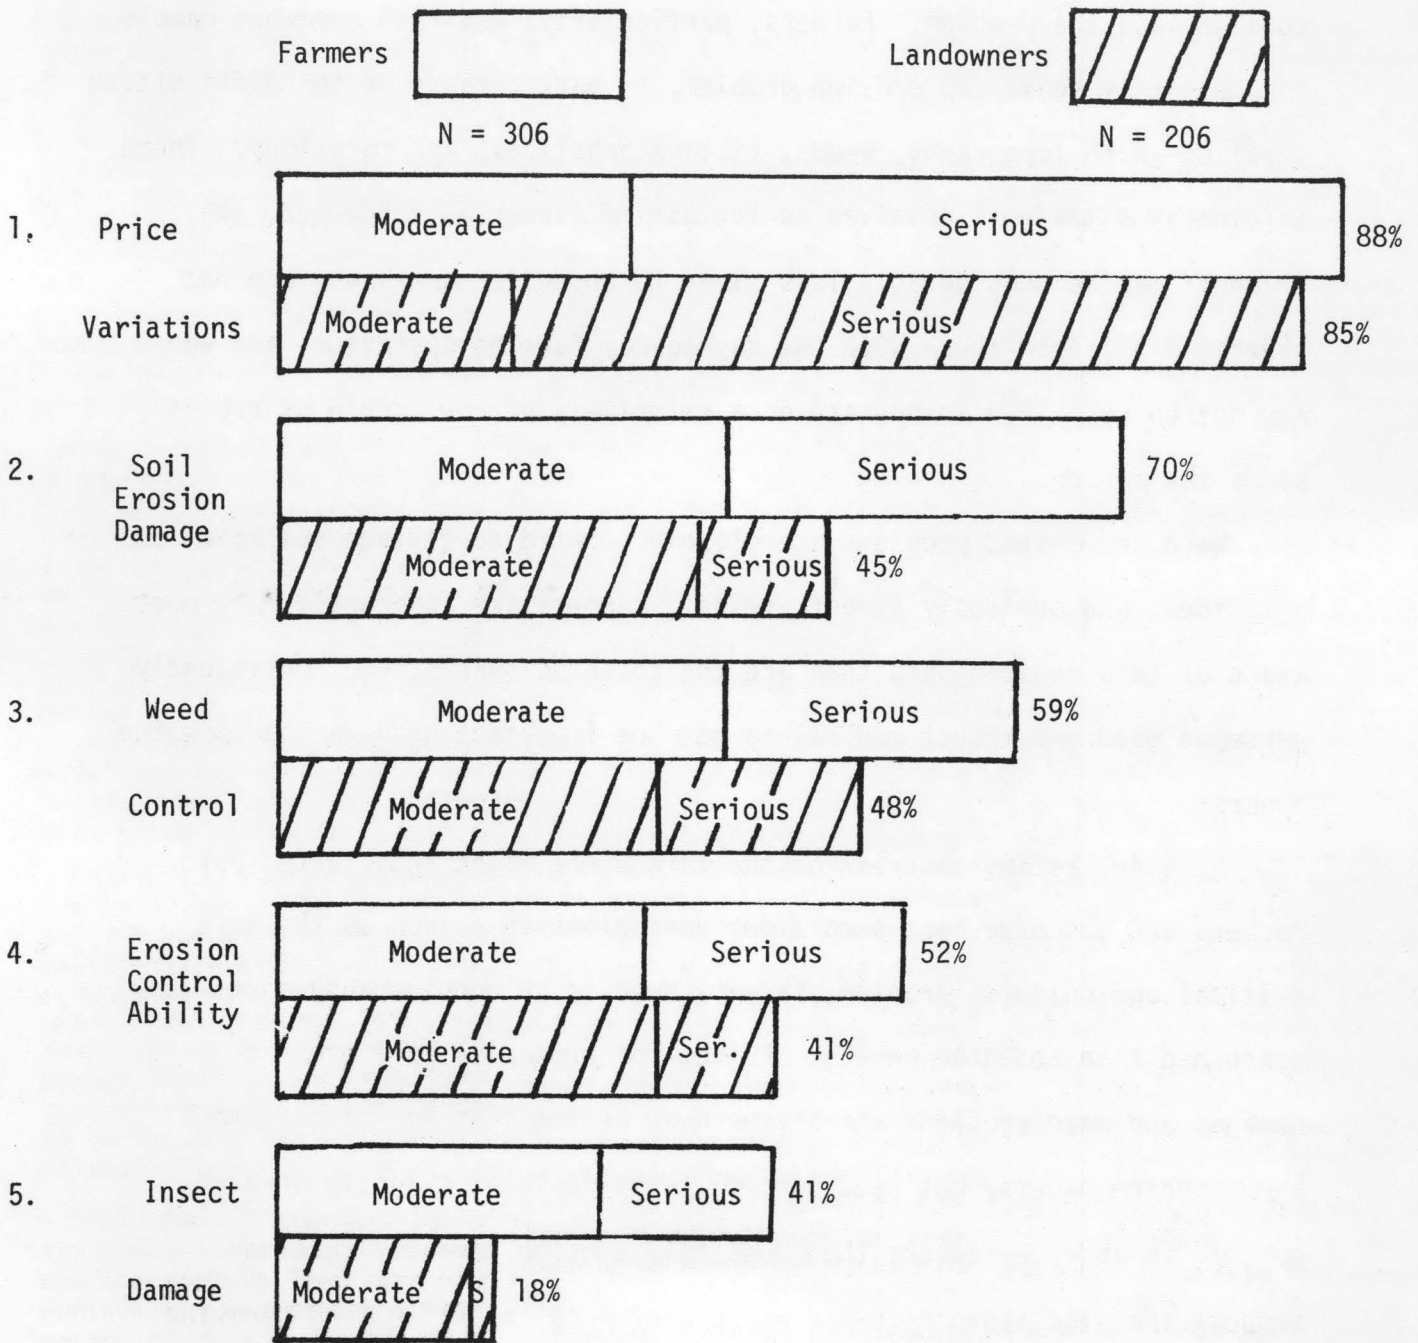 Farmers
Landowners
N = 306
N = 206
1. Price
Variations
Moderate Serious 88%
Moderate Serious 85%
2. Soil
Erosion
Damage
Moderate Serious 70%
Moderate Serious 45%
3. Weed
Control
Moderate Serious 59%
Moderate Serious 48%
4. Erosion
Control
Ability
Moderate Serious 52%
Moderate Ser. 41%
5. Insect
Damage
Moderate Serious 41%
Moderate S 18%